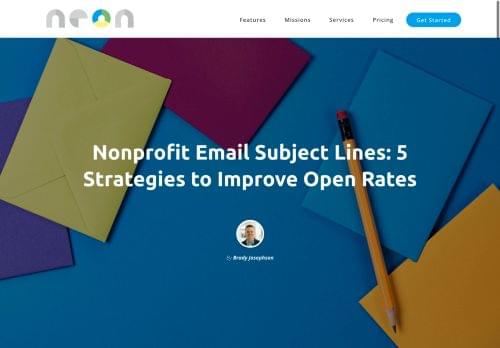 neon
Features Missions Services Pricing Get Started
Nonprofit Email Subject Lines: 5
Strategies to Improve Open Rates
By Brady Josephson